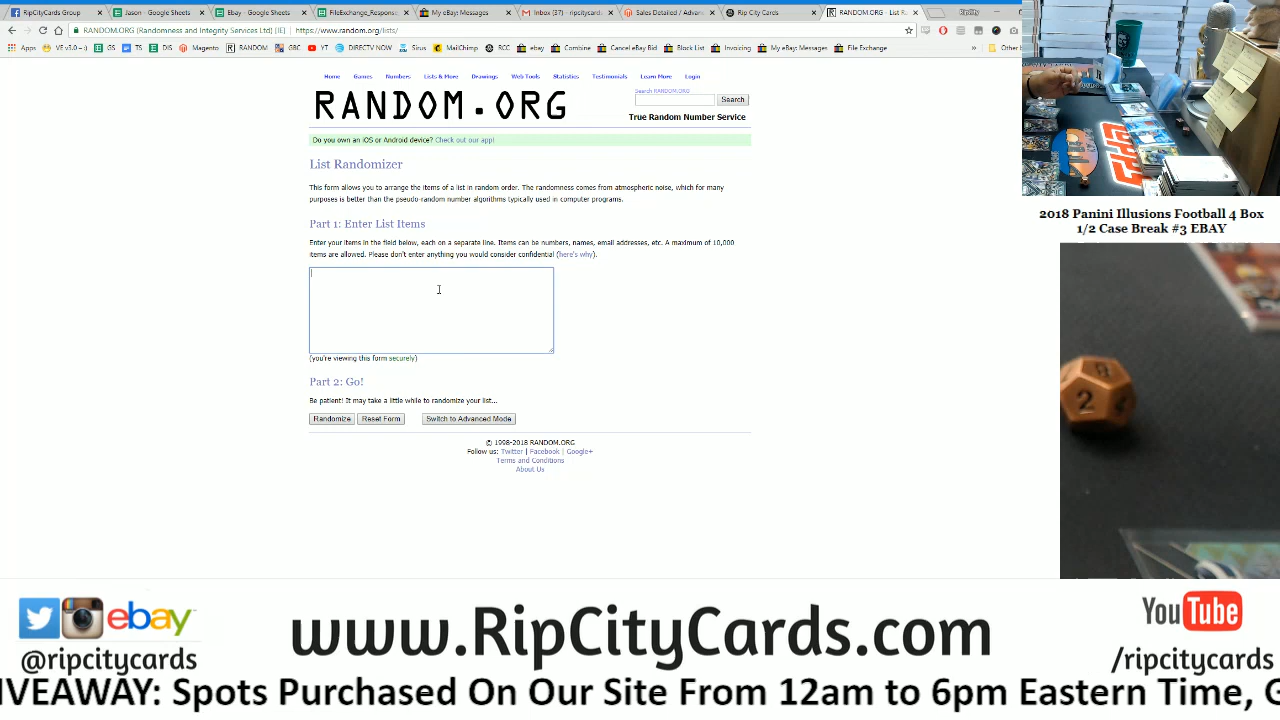 RipCityCards Group
Jason - Google Sheets
Ebay - Google Sheets
FileExchange_Respons
My eBay: Messages
Inbox (37) - ripcitycards
Sales Detailed / Advan
Rip City Cards
RANDOM.ORG - List R
RipCity
RANDOM.ORG (Randomness and Integrity Services Ltd) [IE] | https://www.random.org/lists/
Apps
GS
TS
DIS
Magento
RANDOM
GBC
YT
DIRECTV NOW
Sirius
MailChimp
RCC
ebay
Combine
Cancel eBay Bid
Block List
Invoicing
My eBay: Messages
File Exchange
Other b
Home Games Numbers Lists & More Drawings Web Tools Statistics Testimonials Learn More Login
RANDOM.ORG
Search RANDOM.ORG
Search
True Random Number Service
Do you own an iOS or Android device? Check out our app!
List Randomizer
This form allows you to arrange the items of a list in random order. The randomness comes from atmospheric noise, which for many
purposes is better than the pseudo-random number algorithms typically used in computer programs.
Part 1: Enter List Items
Enter your items in the field below, each on a separate line. Items can be numbers, names, email addresses, etc. A maximum of 10,000
items are allowed. Please don't enter anything you would consider confidential (here's why).
(you're viewing this form securely)
Part 2: Go!
Be patient! It may take a little while to randomize your list...
Randomize Reset Form Switch to Advanced Mode
© 1998-2018 RANDOM.ORG
Follow us: Twitter | Facebook | Google+
Terms and Conditions
About Us
2018 Panini Illusions Football 4 Box
1/2 Case Break #3 EBAY
2
ebay
@ripcitycards
www.RipCityCards.com
YouTube
/ripcitycards
IVEAWAY: Spots Purchased On Our Site From 12am to 6pm Eastern Time, G